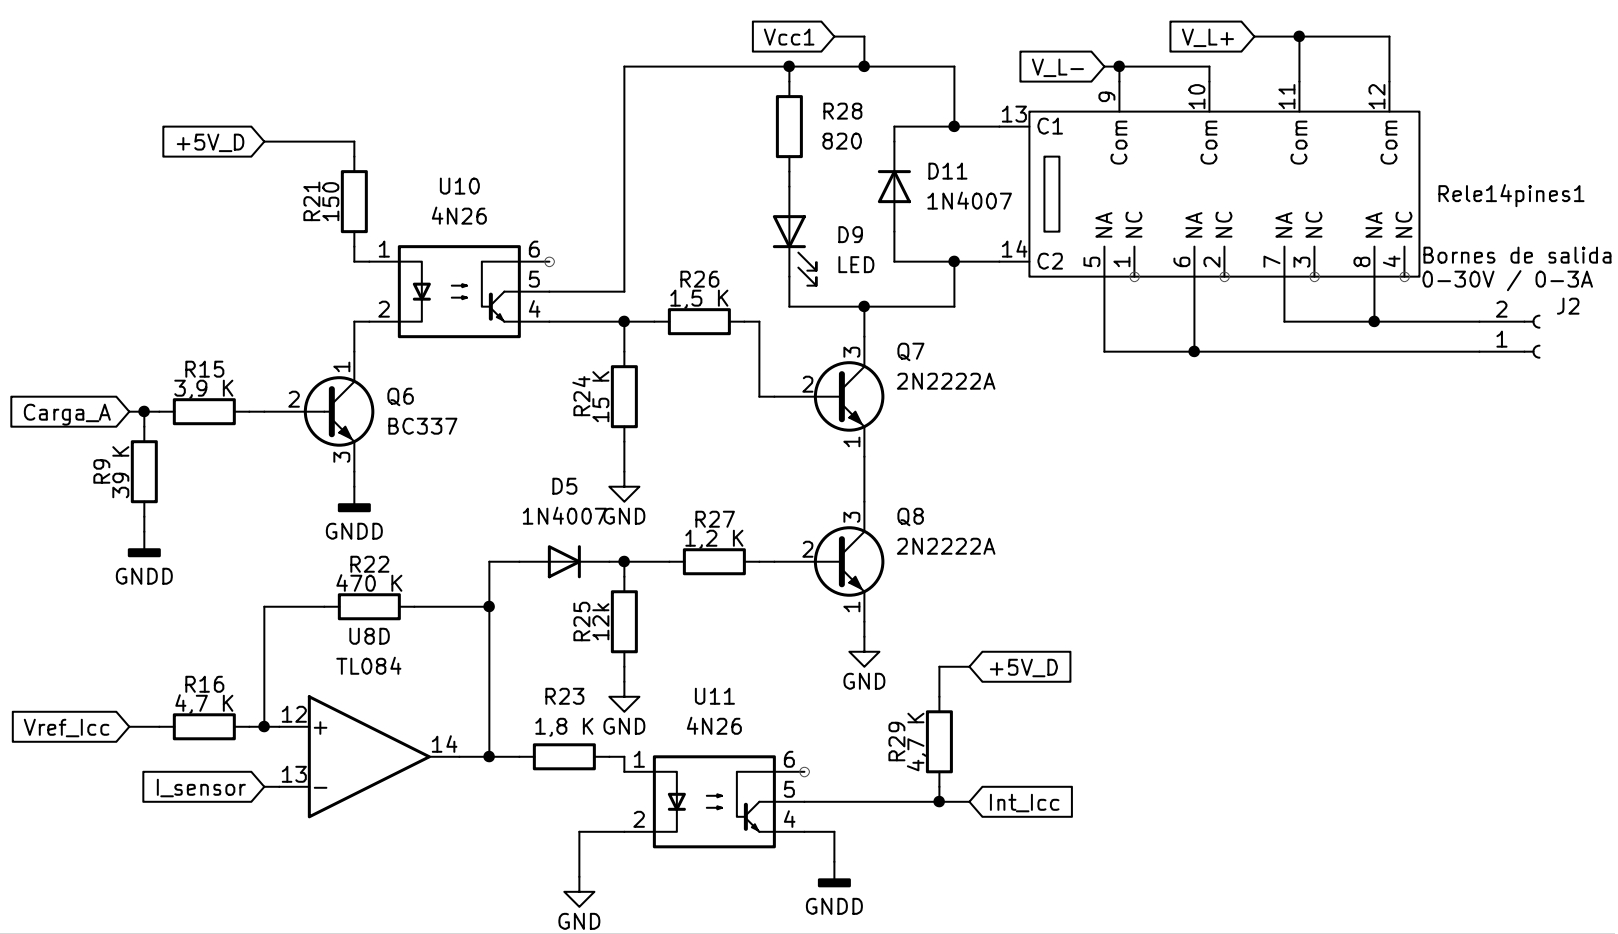 Vcc1
V_L+
V_L-
9
10
11
12
13
C1
Com
Com
Com
Com
R28
820
+5V_D
R21
150
U10
4N26
D11
1N4007
Rele14pines1
1
6
5
2
4
D9
LED
14
C2
NA
NC
NA
NC
NA
NC
NA
NC
5
1
6
2
7
3
8
4
Bornes de salida
0-30V / 0-3A
J2
2
1
R26
1,5 K
R15
3,9 K
Carga_A
2
1
3
Q6
BC337
R9
39 K
GNDD
GNDD
R24
15 K
GND
3
2
1
Q7
2N2222A
D5
1N4007
R27
1,2 K
3
2
1
Q8
2N2222A
R22
470 K
U8D
TL084
R25
12k
GND
GND
R16
4,7 K
Vref_Icc
12
+
14
13
-
I_sensor
R23
1,8 K
U11
4N26
1
6
5
2
4
GND
GNDD
+5V_D
R29
4,7 K
Int_Icc